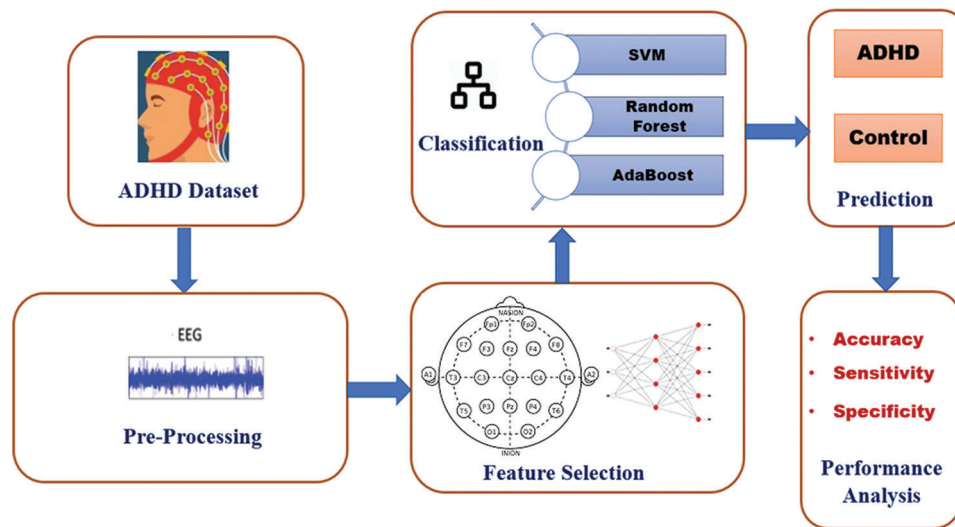 ADHD Dataset
EEG
Pre-Processing
NASION
Fp1 Fp2
F7 F3 Fz F4 F8
A1 T3 C3 Cz C4 T4 A2
T5 P3 Pz P4 T6
O1 O2
INION
Feature Selection
Classification
SVM
Random
Forest
AdaBoost
ADHD
Control
Prediction
• Accuracy
• Sensitivity
• Specificity
Performance
Analysis